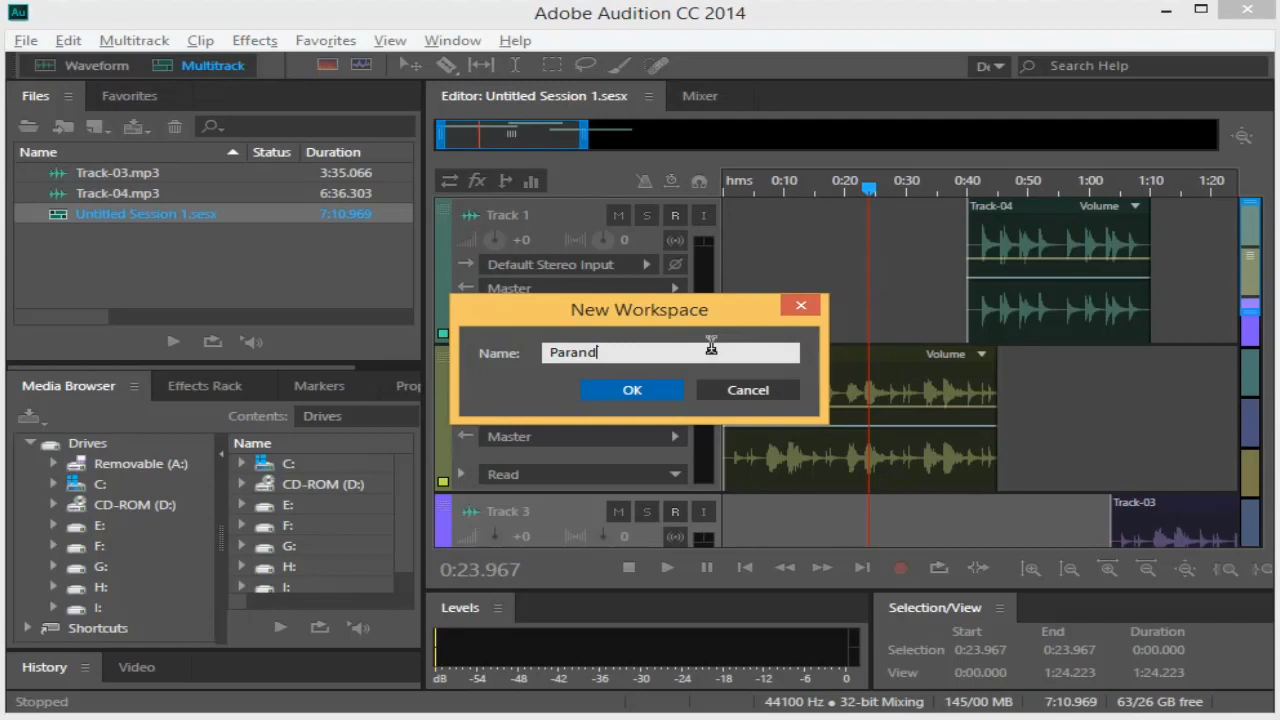 Au
Adobe Audition CC 2014
File Edit Multitrack Clip Effects Favorites View Window Help
Waveform Multitrack
De
Search Help
Files Favorites
Name Status Duration
Track-03.mp3 3:35.066
Track-04.mp3 6:36.303
Untitled Session 1.sesx 7:10.969
Editor: Untitled Session 1.sesx Mixer
fx
hms 0:10 0:20 0:30 0:40 0:50 1:00 1:10 1:20
Track 1 M S R I
+0 0
Default Stereo Input
Master
Track-04 Volume
New Workspace
Name: Parand
OK Cancel
Volume
Master
Read
Track 3 M S R I
+0 0
Track-03
Media Browser Effects Rack Markers Prop
Contents: Drives
Drives
Removable (A:)
C:
CD-ROM (D:)
E:
F:
G:
H:
I:
Shortcuts
Name
C:
CD-ROM (D:)
E:
F:
G:
H:
I:
0:23.967
Levels
dB -54 -48 -42 -36 -30 -24 -18 -12 -6 0
Selection/View
Start End Duration
Selection 0:23.967 0:23.967 0:00.000
View 0:00.000 1:24.223 1:24.223
History Video
Stopped
44100 Hz ● 32-bit Mixing 145/00 MB 7:10.969 63/26 GB free